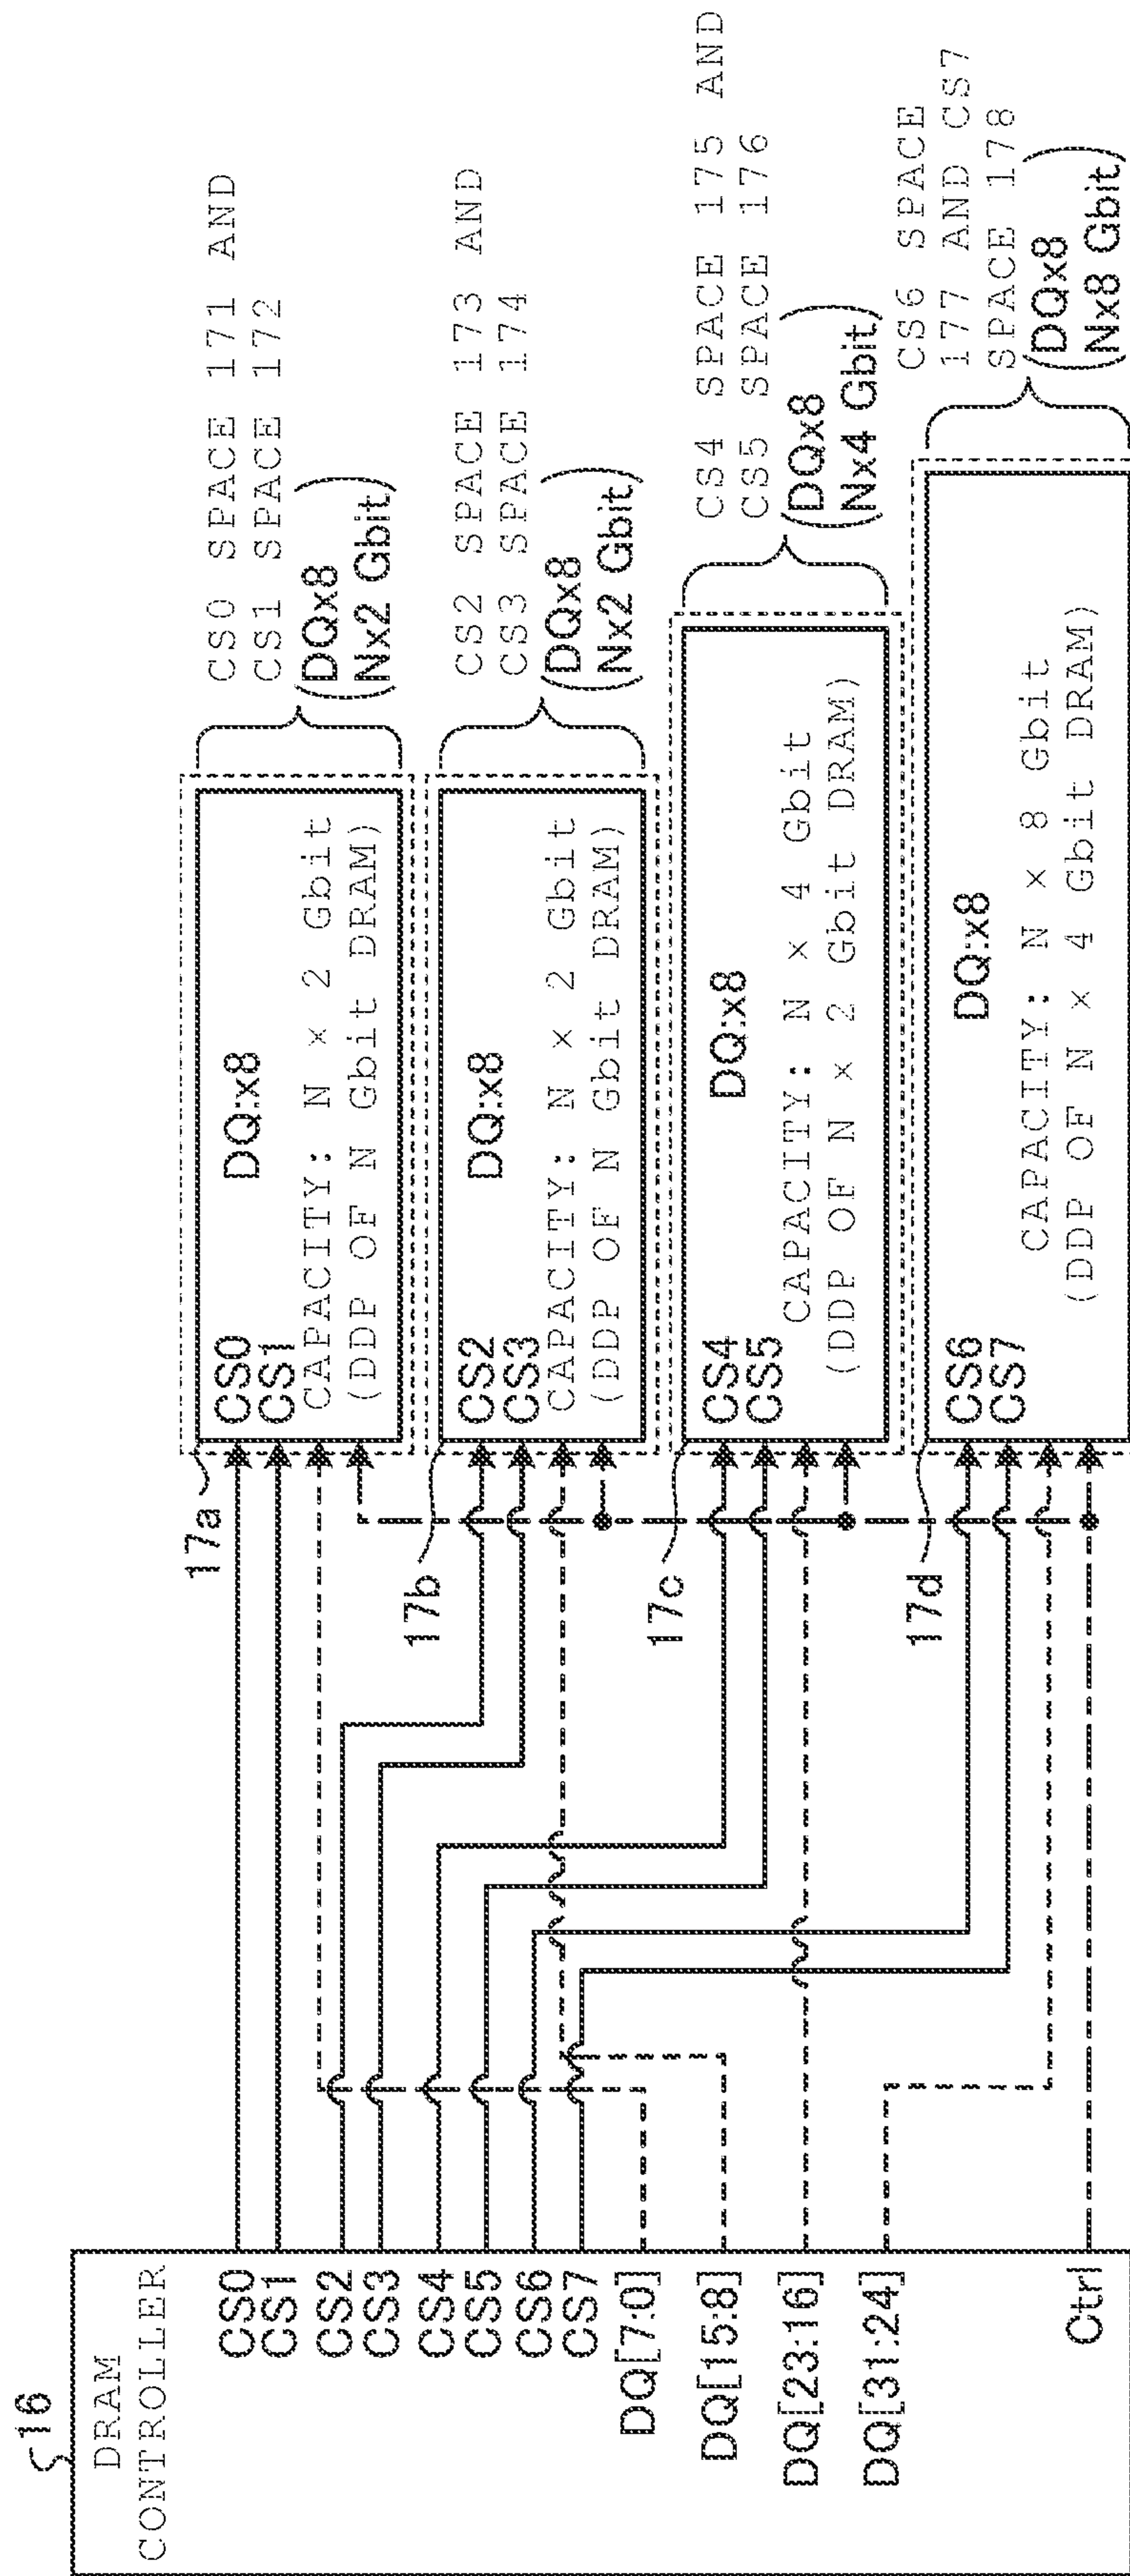 16
DRAM
CONTROLLER
CS0
CS1
CS2
CS3
CS4
CS5
CS6
CS7
DQ[7:0]
DQ[15:8]
DQ[23:16]
DQ[31:24]
Ctrl
17a
CS0
CS1
DQ:x8
CAPACITY: N × 2 Gbit
(DDP OF N Gbit DRAM)
CS0 SPACE 171 AND
CS1 SPACE 172
(DQx8
Nx2 Gbit)
17b
CS2
CS3
DQ:x8
CAPACITY: N × 2 Gbit
(DDP OF N Gbit DRAM)
CS2 SPACE 173 AND
CS3 SPACE 174
(DQx8
Nx2 Gbit)
17c
CS4
CS5
DQ:x8
CAPACITY: N × 4 Gbit
(DDP OF N × 2 Gbit DRAM)
CS4 SPACE 175 AND
CS5 SPACE 176
(DQx8
Nx4 Gbit)
17d
CS6
CS7
DQ:x8
CAPACITY: N × 8 Gbit
(DDP OF N × 4 Gbit DRAM)
CS6 SPACE
177 AND CS7
SPACE 178
(DQx8
Nx8 Gbit)